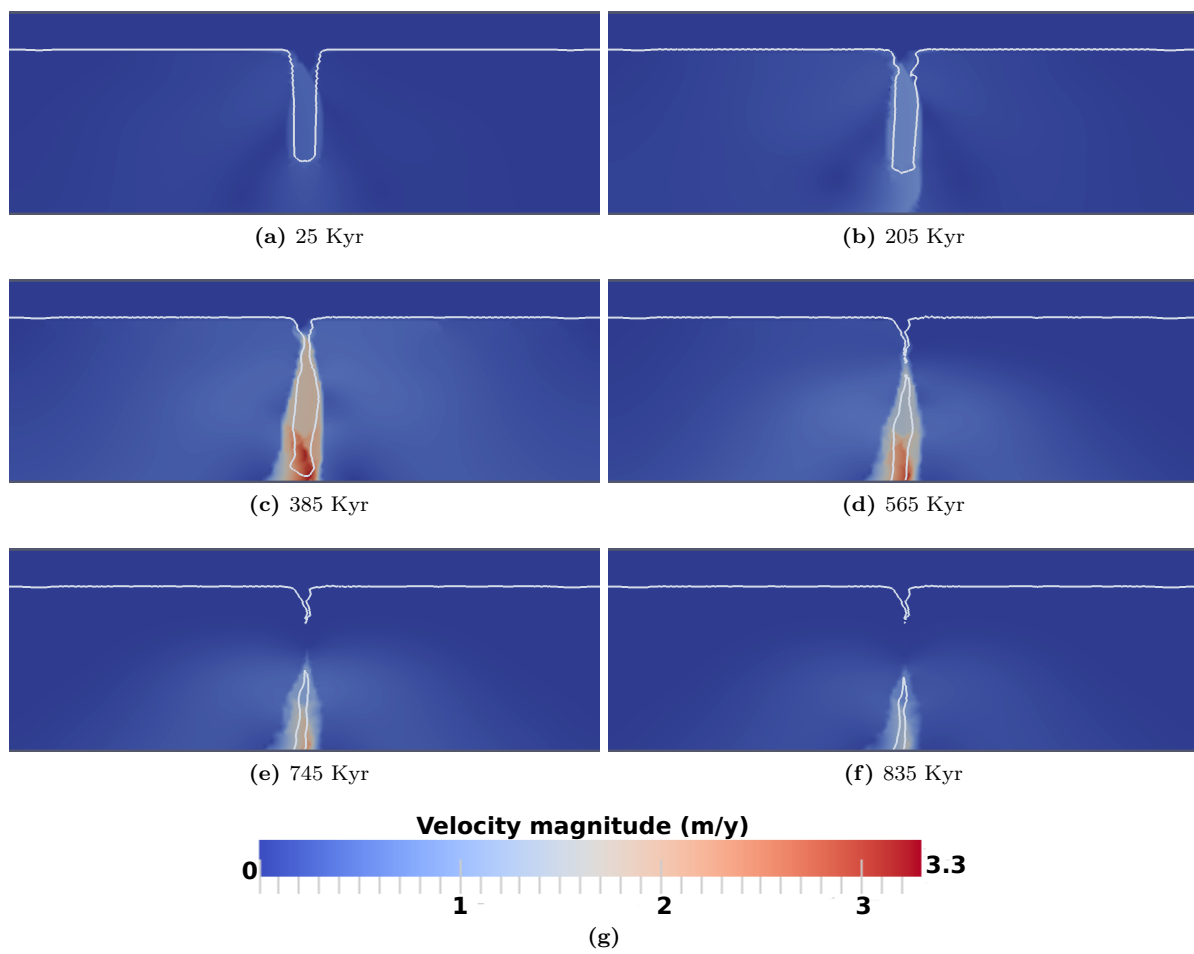 (a) 25 Kyr
(b) 205 Kyr
(c) 385 Kyr
(d) 565 Kyr
(e) 745 Kyr
(f) 835 Kyr
Velocity magnitude (m/y)
0
3.3
1
2
3
(g)